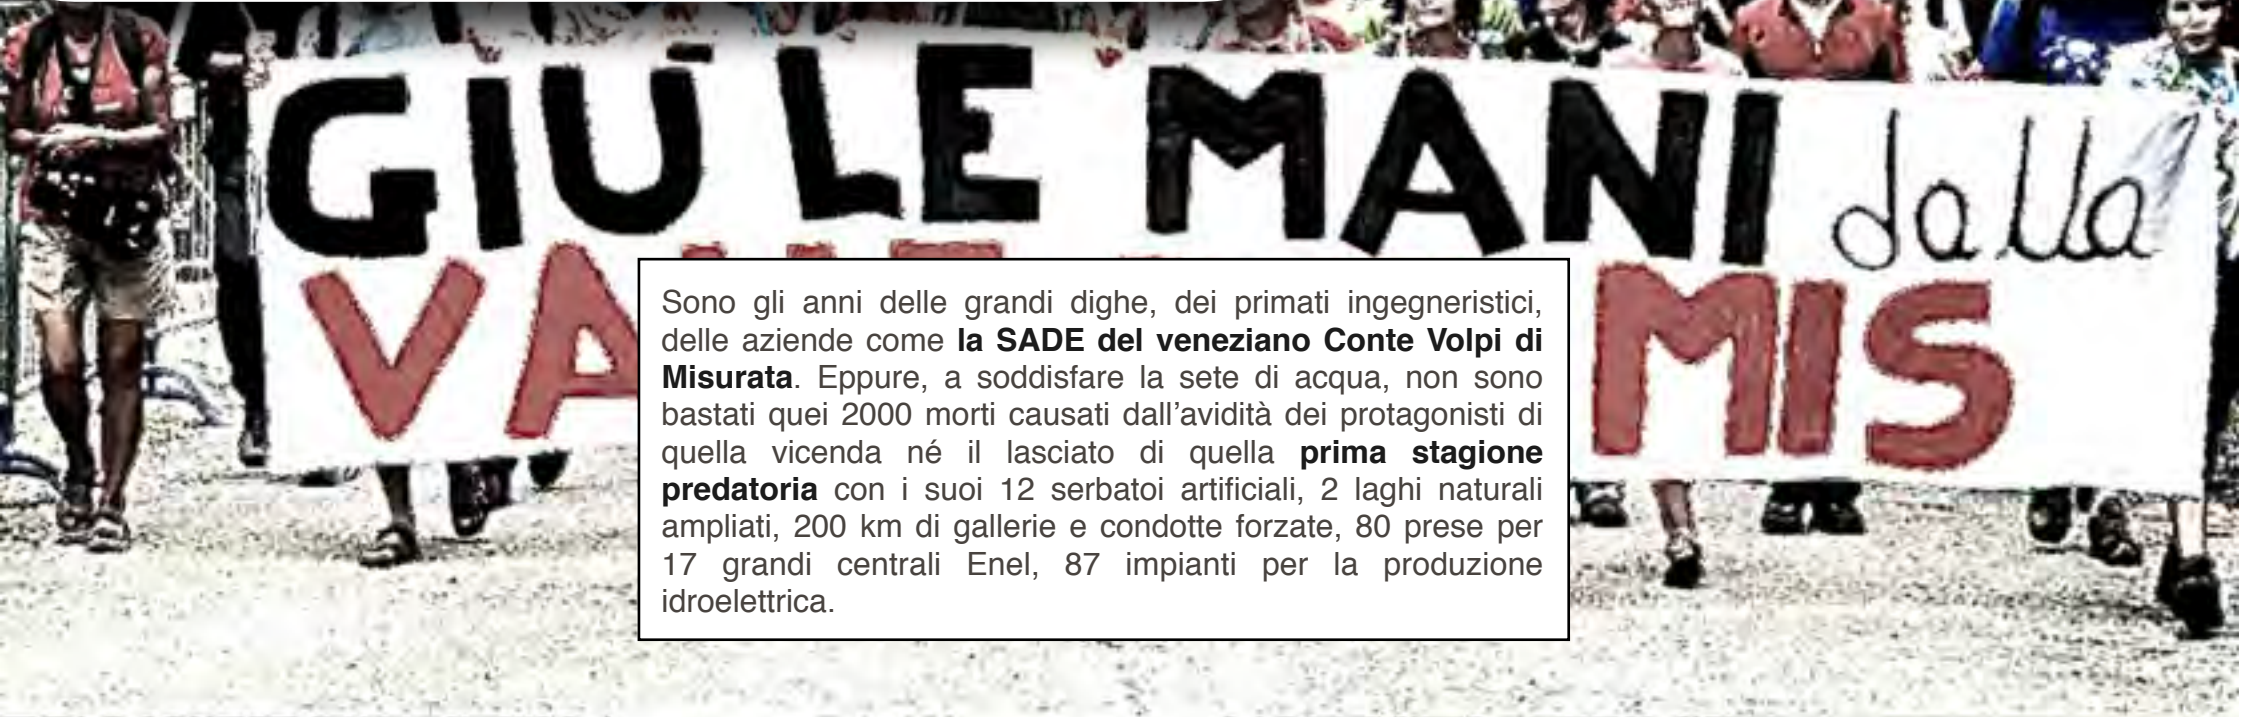 GIÙ LE MANI dalla
MIS
Sono gli anni delle grandi dighe, dei primati ingegneristici,
delle aziende come la SADE del veneziano Conte Volpi di
Misurata. Eppure, a soddisfare la sete di acqua, non sono
bastati quei 2000 morti causati dall’avidità dei protagonisti di
quella vicenda né il lasciato di quella prima stagione
predatoria con i suoi 12 serbatoi artificiali, 2 laghi naturali
ampliati, 200 km di gallerie e condotte forzate, 80 prese per
17 grandi centrali Enel, 87 impianti per la produzione
idroelettrica.